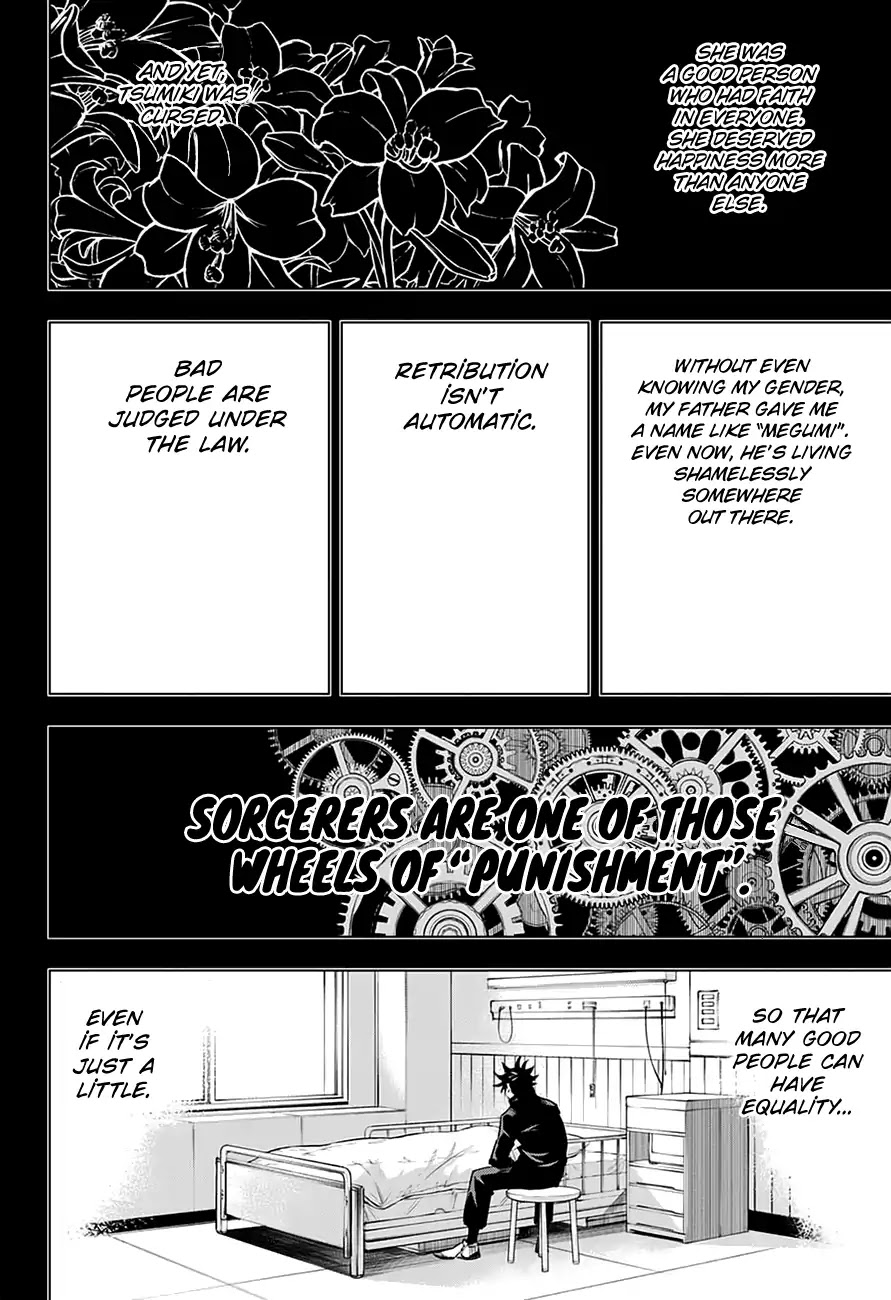 SHE WAS
A GOOD PERSON
WHO HAD FAITH
IN EVERYONE.
SHE DESERVED
HAPPINESS MORE
THAN ANYONE
ELSE.
AND YET,
TSUMIKI WAS
CURSED.
WITHOUT EVEN
KNOWING MY GENDER,
MY FATHER GAVE ME
A NAME LIKE "MEGUMI".
EVEN NOW, HE'S LIVING
SHAMELESSLY
SOMEWHERE
OUT THERE.
RETRIBUTION
ISN'T
AUTOMATIC.
BAD
PEOPLE ARE
JUDGED UNDER
THE LAW.
SORCERERS ARE ONE OF THOSE
WHEELS OF "PUNISHMENT".
SO THAT
MANY GOOD
PEOPLE CAN
HAVE
EQUALITY...
EVEN
IF IT'S
JUST A
LITTLE.